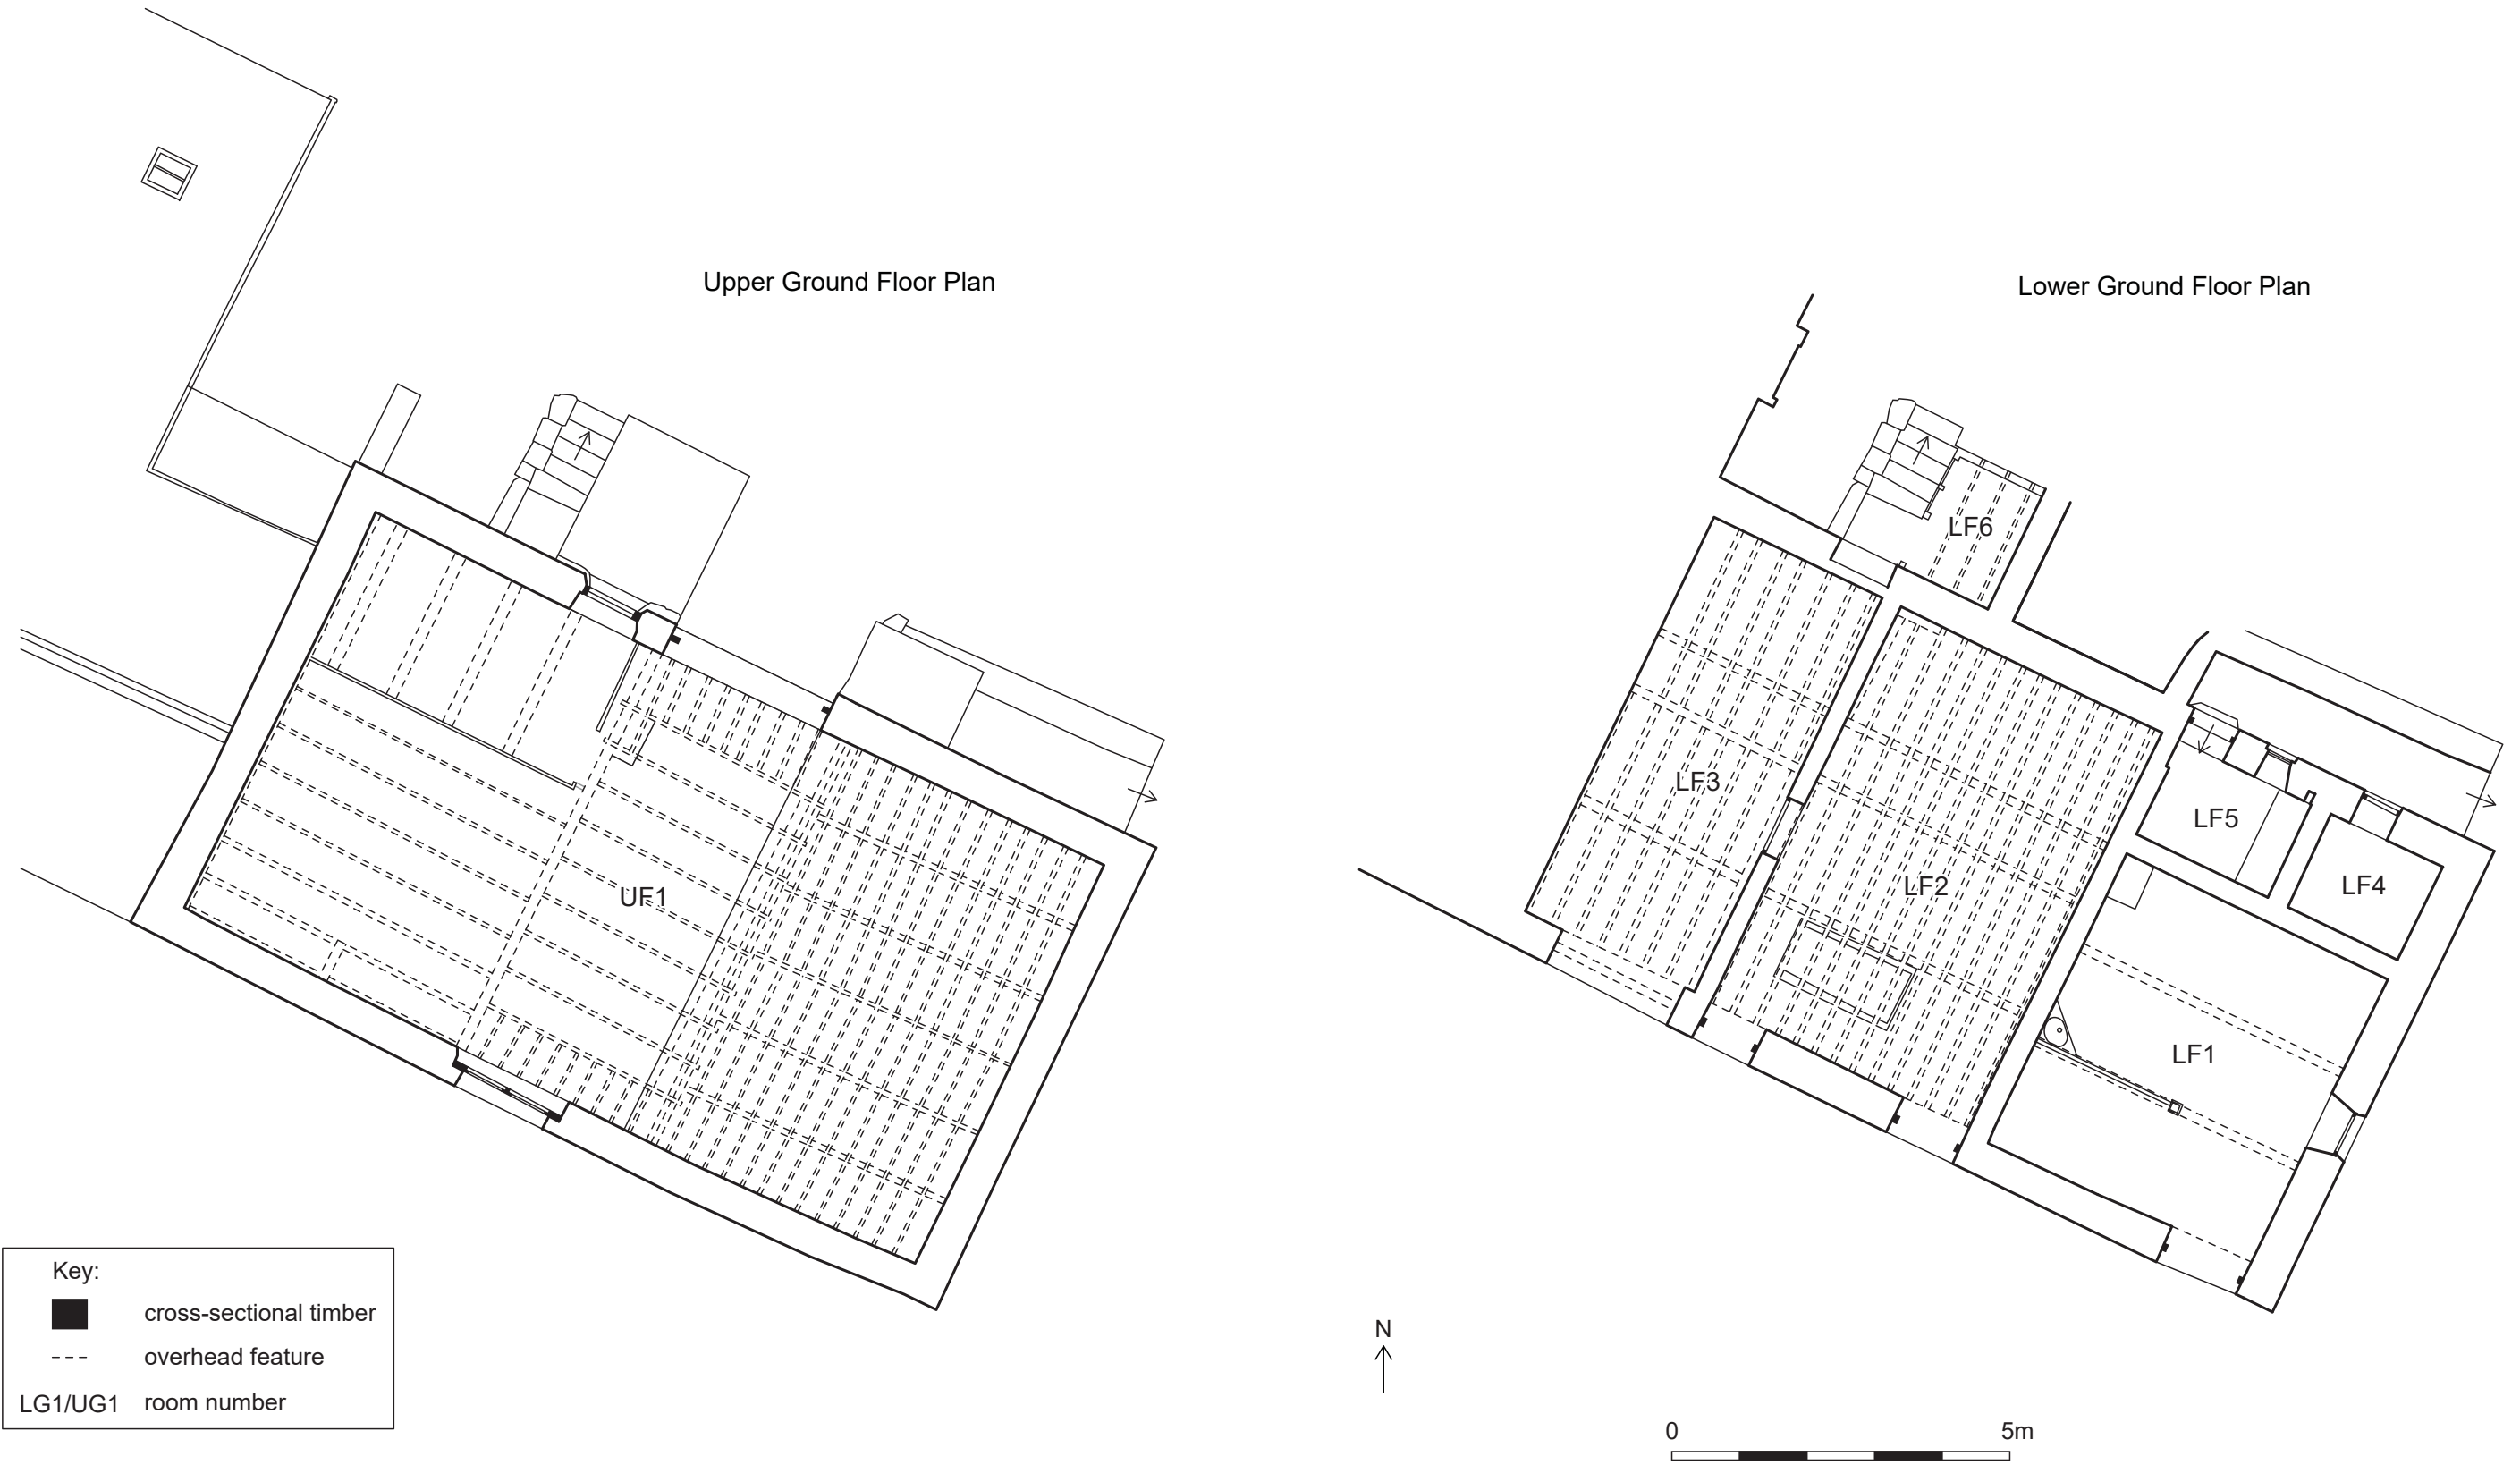 Upper Ground Floor Plan
Lower Ground Floor Plan
LF6
LF3
LF5
LF2
LF4
UF1
LF1
Key:
cross-sectional timber
overhead feature
LG1/UG1 room number
N
0 5m